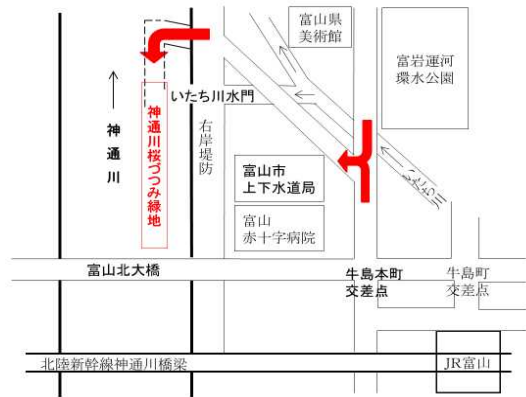 富山県
美術館
富岩運河
環水公園
いたち川水門
神通川
神通川桜づつみ緑地
右岸堤防
富山市
上下水道局
いたち川
富山
赤十字病院
富山北大橋
牛島本町
交差点
牛島町
交差点
北陸新幹線神通川橋梁
JR富山